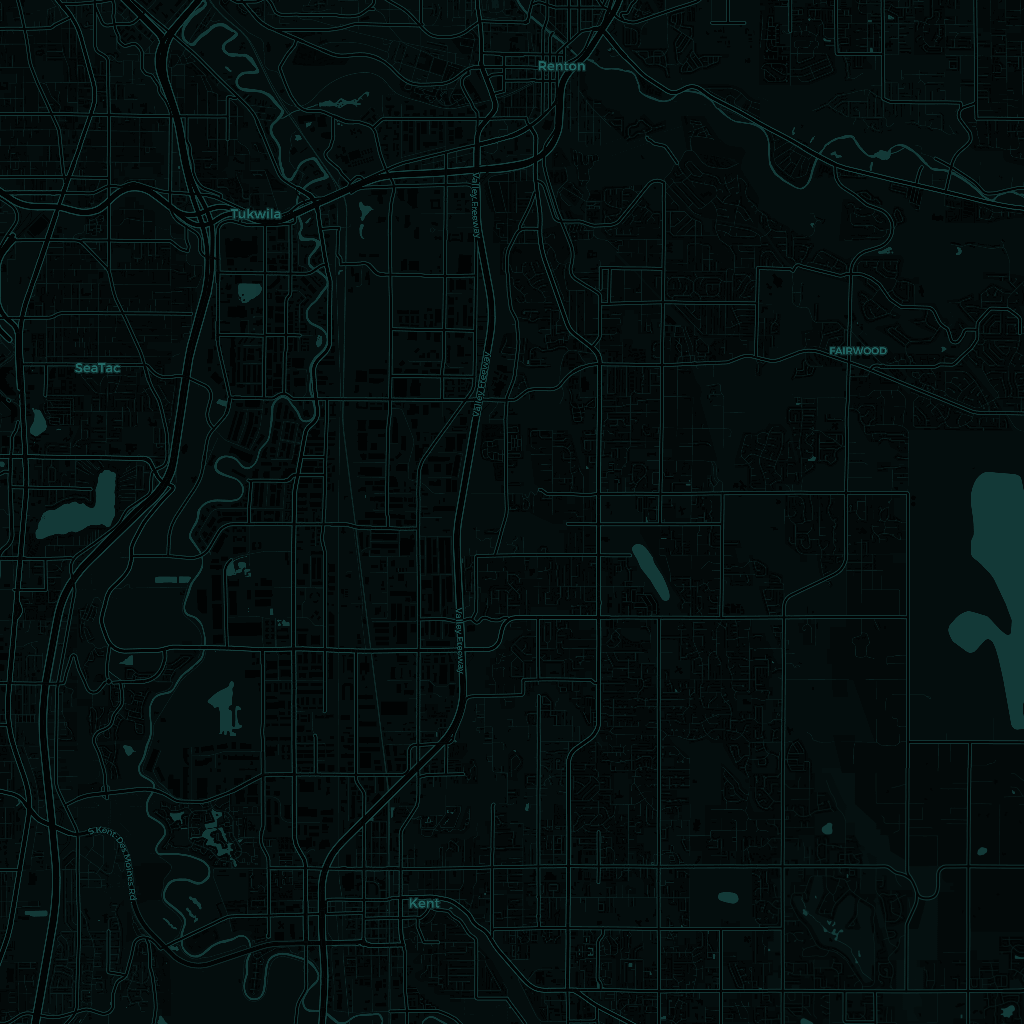 Renton
Valley Freeway
Tukwila
FAIRWOOD
SeaTac
Valley Freeway
Valley Freeway
S Kent Des Moines Rd
Kent